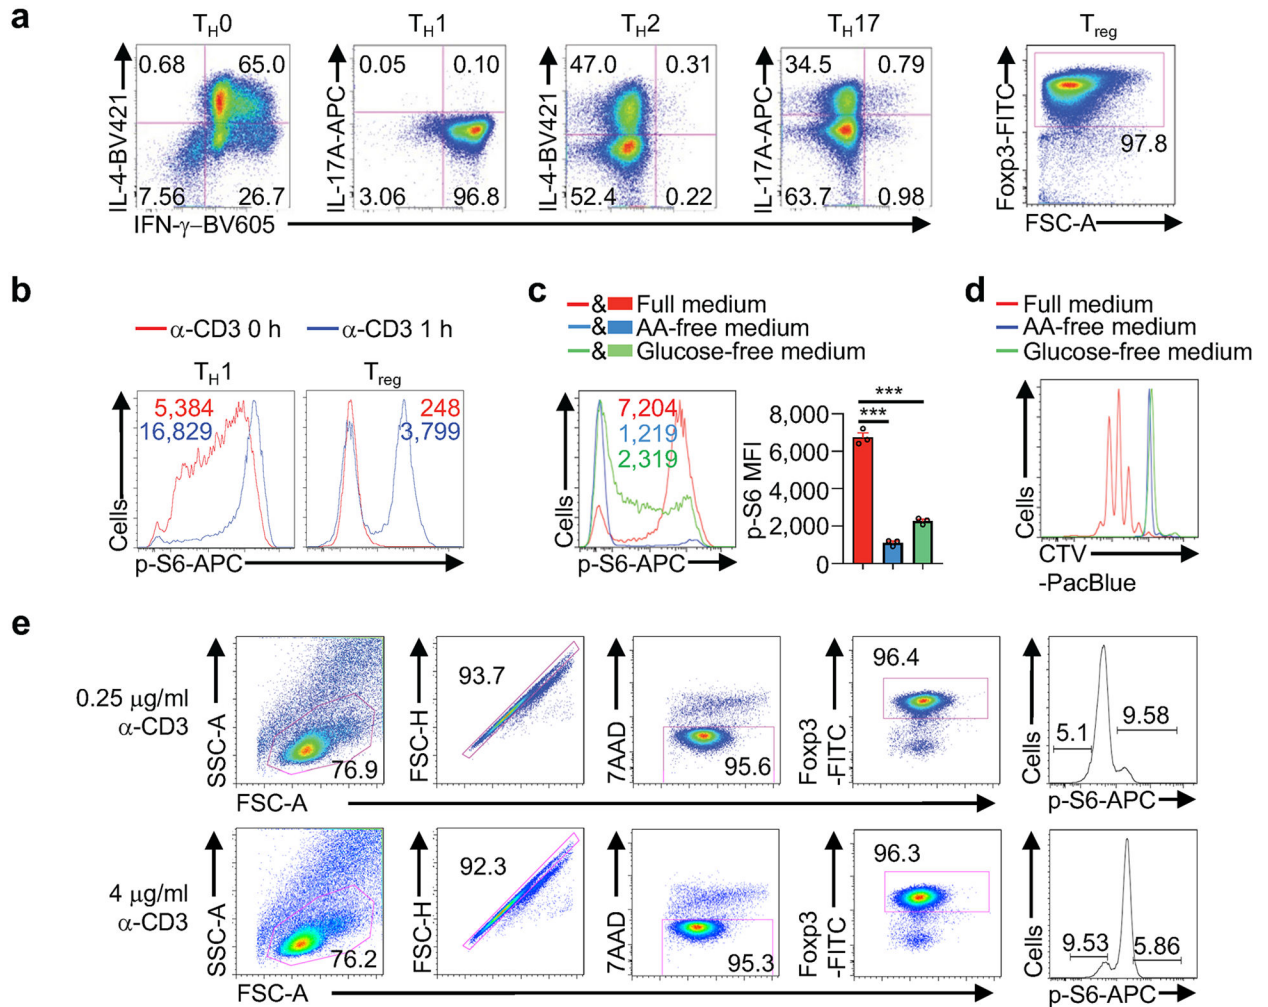 a
TH0
TH1
TH2
TH17
Treg
IL-4-BV421
0.68
65.0
7.56
26.7
IL-17A-APC
0.05
0.10
3.06
96.8
IL-4-BV421
47.0
0.31
52.4
0.22
IL-17A-APC
34.5
0.79
63.7
0.98
Foxp3-FITC
97.8
IFN-γ-BV605
FSC-A
b
α-CD3 0 h
α-CD3 1 h
TH1
Treg
Cells
5,384
16,829
248
3,799
p-S6-APC
c
& Full medium
& AA-free medium
& Glucose-free medium
Cells
7,204
1,219
2,319
p-S6-APC
p-S6 MFI
8,000
6,000
4,000
2,000
0
***
***
d
Full medium
AA-free medium
Glucose-free medium
Cells
CTV
-PacBlue
e
0.25 µg/ml
α-CD3
SSC-A
76.9
FSC-H
93.7
7AAD
95.6
Foxp3
-FITC
96.4
Cells
5.1
9.58
FSC-A
p-S6-APC
4 µg/ml
α-CD3
SSC-A
76.2
FSC-H
92.3
7AAD
95.3
Foxp3
-FITC
96.3
Cells
9.53
5.86
FSC-A
p-S6-APC